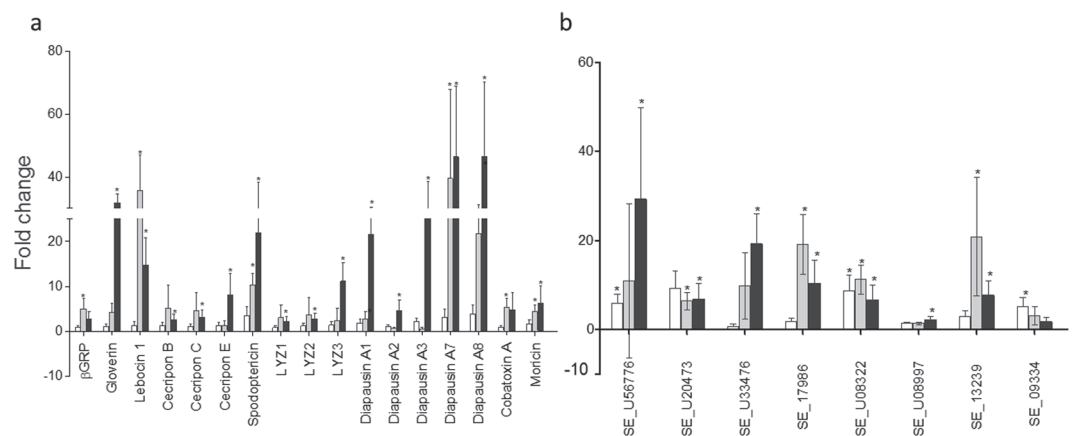 a
b
Fold change
80
60
40
20
10
0
-10
60
40
20
0
-10
* * * * * * * * * * * * * * * * * * * * * *
* * * * * * * * * * * * * *
βGRP
Gloverin
Lebocin 1
Cecripon B
Cecripon C
Cecripon E
Spodoptericin
LYZ1
LYZ2
LYZ3
Diapausin A1
Diapausin A2
Diapausin A3
Diapausin A7
Diapausin A8
Cobatoxin A
Moricin
SE_U56776
SE_U20473
SE_U33476
SE_17986
SE_U08322
SE_U08997
SE_13239
SE_09334